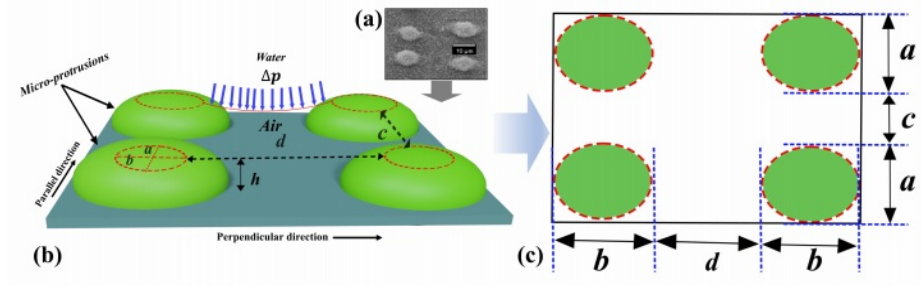 (a)
10 μm
Water
Δp
Micro-protrusions
Air
d
c
a
b
h
Parallel direction
Perpendicular direction
(b)
a
c
a
b
d
b
(c)